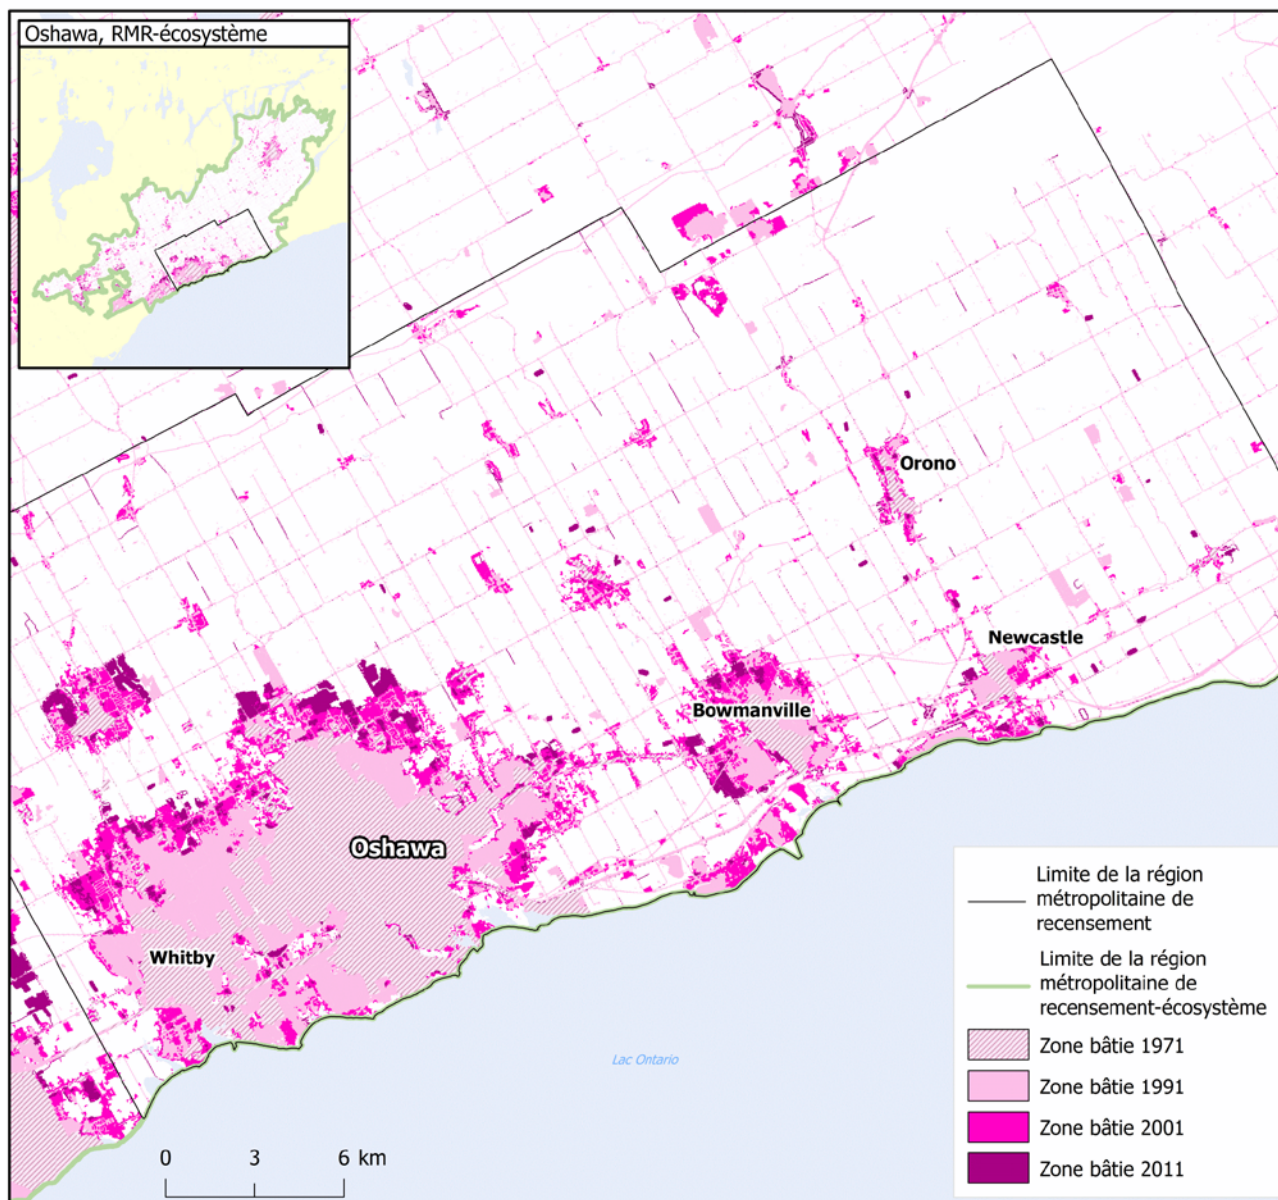 Oshawa, RMR-écosystème
Orono
Newcastle
Bowmanville
Oshawa
Whitby
Lac Ontario
0 3 6 km
Limite de la région
métropolitaine de
recensement
Limite de la région
métropolitaine de
recensement-écosystème
Zone bâtie 1971
Zone bâtie 1991
Zone bâtie 2001
Zone bâtie 2011